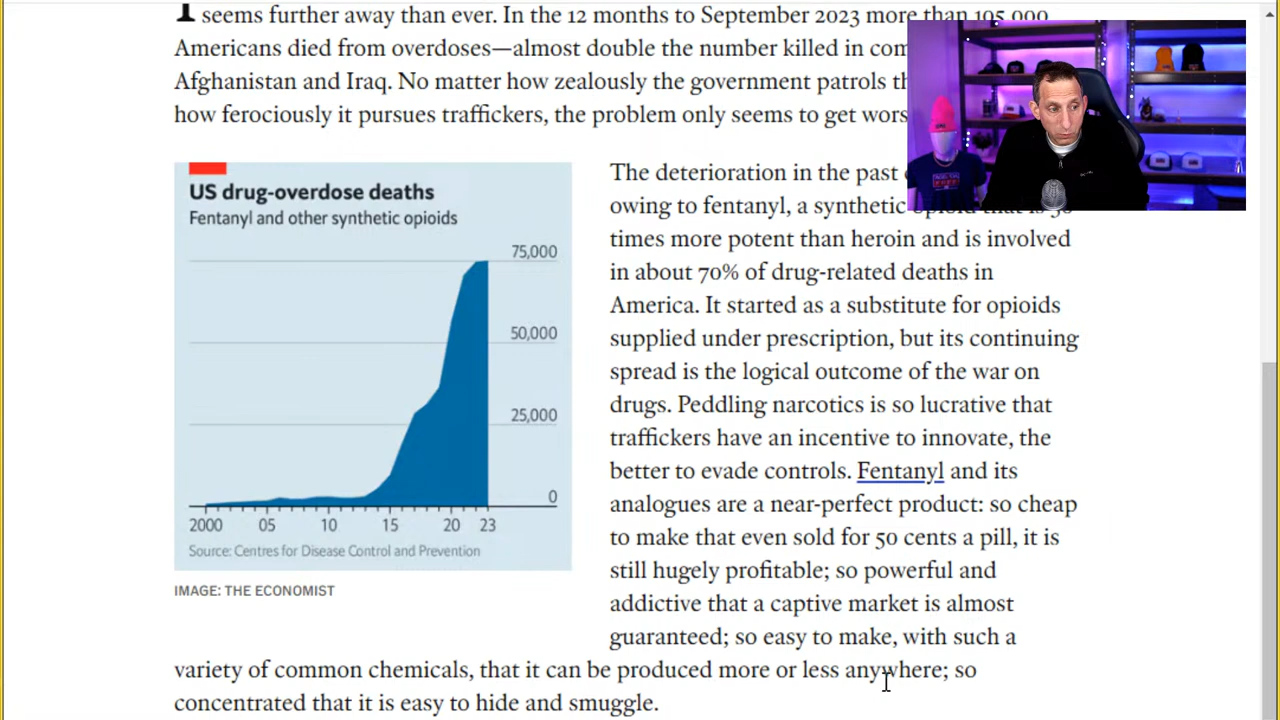 seems further away than ever. In the 12 months to September 2023 more than 105,000
Americans died from overdoses—almost double the number killed in
Afghanistan and Iraq. No matter how zealously the government patrols
how ferociously it pursues traffickers, the problem only seems to get
US drug-overdose deaths
Fentanyl and other synthetic opioids
75,000
50,000
25,000
0
2000 05 10 15 20 23
Source: Centres for Disease Control and Prevention
IMAGE: THE ECONOMIST
The deterioration in the past
owing to fentanyl, a synthetic opioid that is 50
times more potent than heroin and is involved
in about 70% of drug-related deaths in
America. It started as a substitute for opioids
supplied under prescription, but its continuing
spread is the logical outcome of the war on
drugs. Peddling narcotics is so lucrative that
traffickers have an incentive to innovate, the
better to evade controls. Fentanyl and its
analogues are a near-perfect product: so cheap
to make that even sold for 50 cents a pill, it is
still hugely profitable; so powerful and
addictive that a captive market is almost
guaranteed; so easy to make, with such a
variety of common chemicals, that it can be produced more or less anywhere; so
concentrated that it is easy to hide and smuggle.